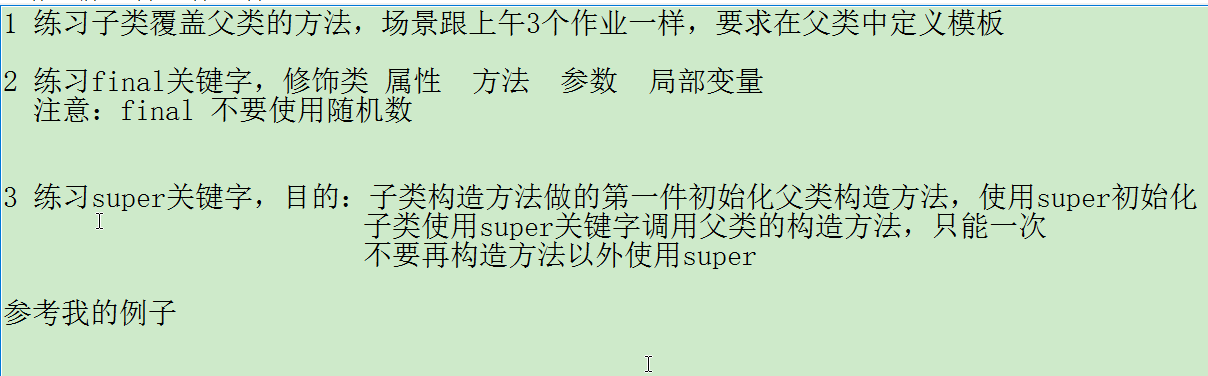 1 练习子类覆盖父类的方法，场景跟上午3个作业一样，要求在父类中定义模板
2 练习final关键字，修饰类 属性 方法 参数 局部变量
注意：final 不要使用随机数
3 练习super关键字，目的：子类构造方法做的第一件初始化父类构造方法，使用super初始化
子类使用super关键字调用父类的构造方法，只能一次
不要再构造方法以外使用super
参考我的例子